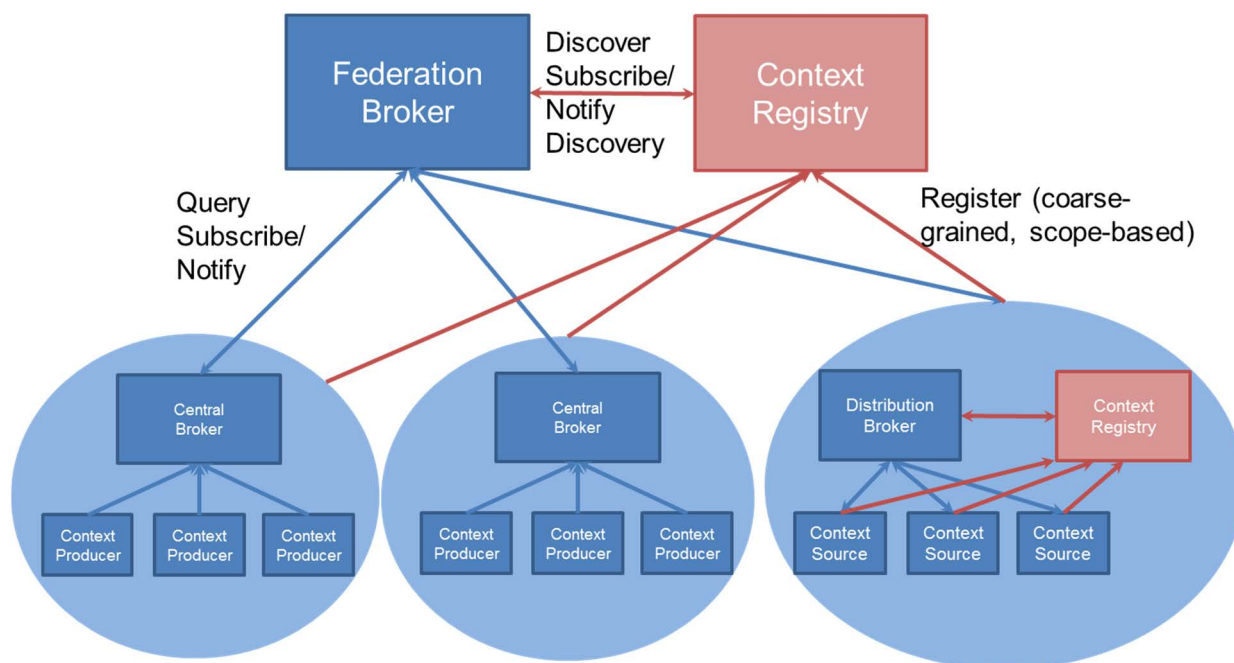 Federation
Broker
Discover
Subscribe/
Notify
Discovery
Context
Registry
Query
Subscribe/
Notify
Register (coarse-
grained, scope-based)
Central
Broker
Context
Producer
Context
Producer
Context
Producer
Central
Broker
Context
Producer
Context
Producer
Context
Producer
Distribution
Broker
Context
Registry
Context
Source
Context
Source
Context
Source